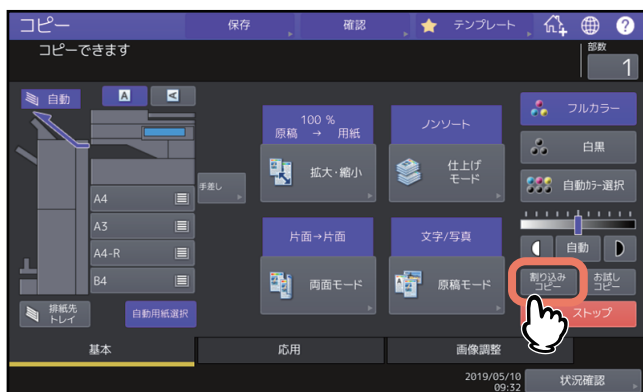 コピー
保存
確認
テンプレート
?
コピーできます
部数
1
自動
A
A
100 %
原稿 → 用紙
拡大・縮小
ノンソート
仕上げ
モード
フルカラー
白黒
自動ｶﾗｰ選択
手差し
A4
A3
A4-R
B4
片面→片面
両面モード
文字/写真
原稿モード
自動
割り込み
コピー
お試し
コピー
ストップ
排紙先
トレイ
自動用紙選択
基本
応用
画像調整
2019/05/10
09:32
状況確認